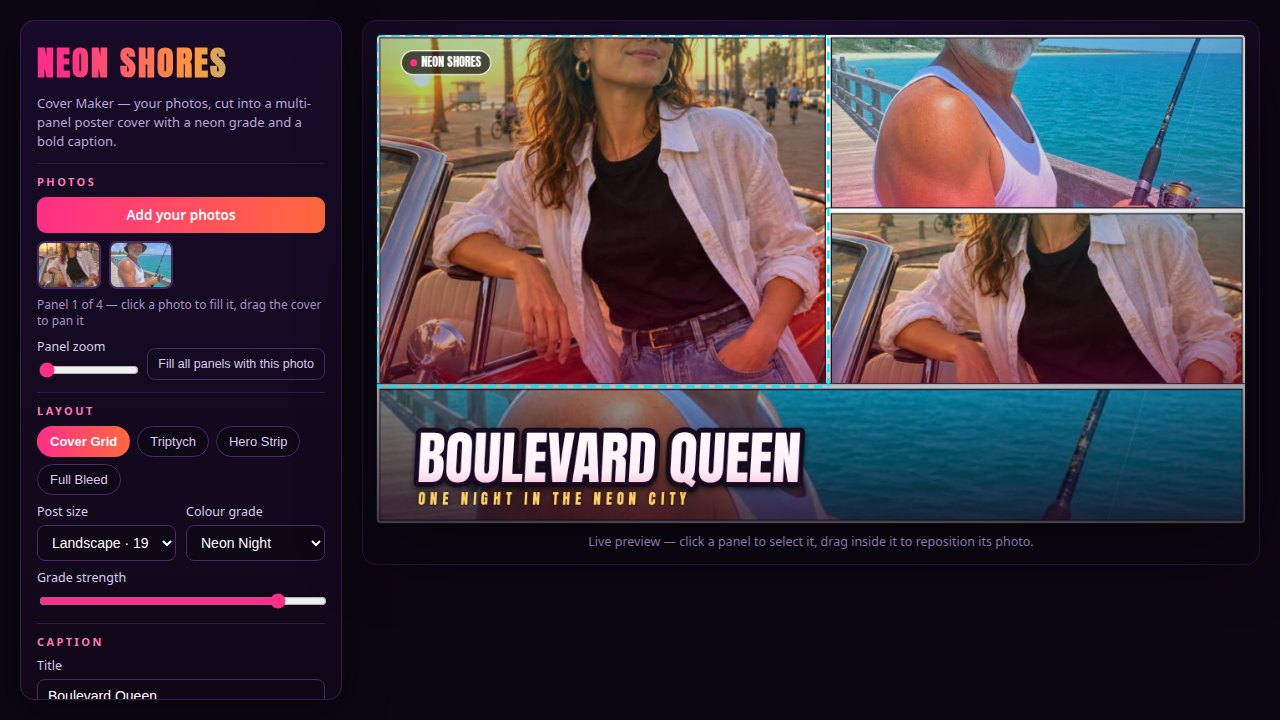 NEON SHORES
Cover Maker — your photos, cut into a multi-
panel poster cover with a neon grade and a
bold caption.
PHOTOS
Add your photos
Panel 1 of 4 — click a photo to fill it, drag the cover
to pan it
Panel zoom
Fill all panels with this photo
LAYOUT
Cover Grid
Triptych
Hero Strip
Full Bleed
Post size
Colour grade
Landscape · 19
Neon Night
Grade strength
CAPTION
Title
Boulevard Queen
NEON SHORES
BOULEVARD QUEEN
ONE NIGHT IN THE NEON CITY
Live preview — click a panel to select it, drag inside it to reposition its photo.